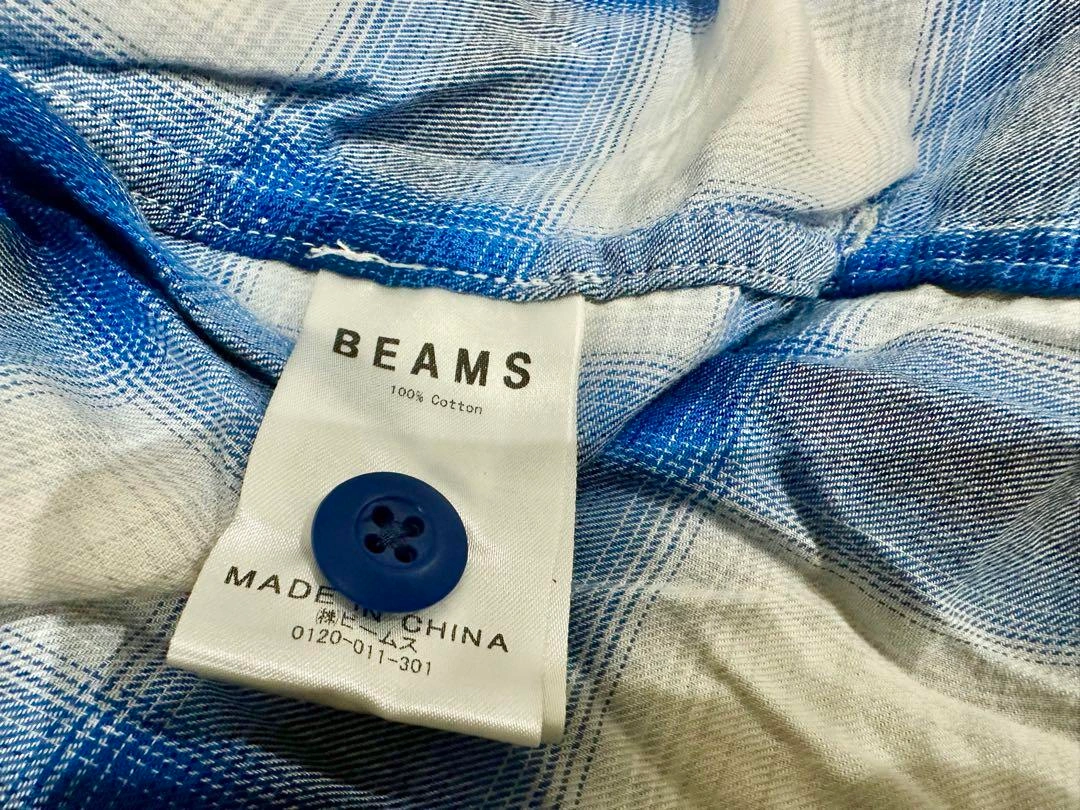 BEAMS
100% Cotton
MADE IN CHINA
㈱ビームス
0120-011-301